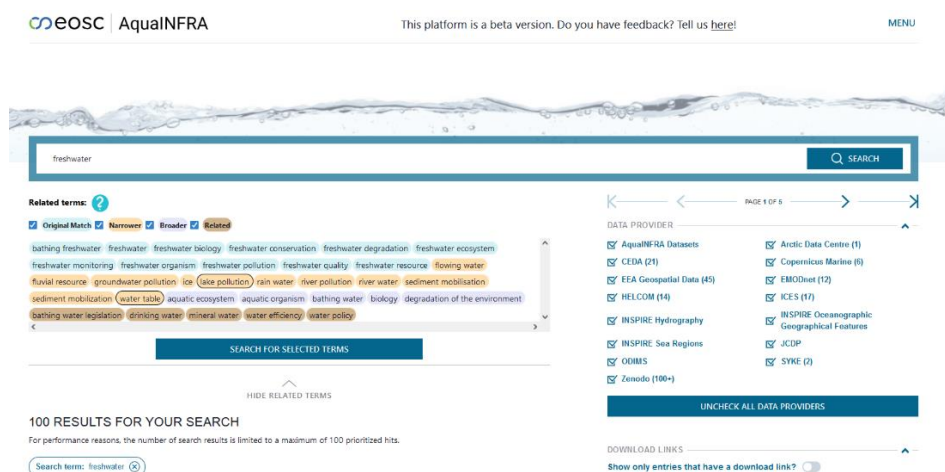 eosc AquaINFRA
This platform is a beta version. Do you have feedback? Tell us here!
MENU
freshwater
SEARCH
Related terms: ?
Original Match Narrower Broader Related
bathing freshwater freshwater freshwater biology freshwater conservation freshwater degradation freshwater ecosystem
freshwater monitoring freshwater organism freshwater pollution freshwater quality freshwater resource flowing water
fluvial resource groundwater pollution ice lake pollution rain water river pollution river water sediment mobilisation
sediment mobilization water table aquatic ecosystem aquatic organism bathing water biology degradation of the environment
bathing water legislation drinking water mineral water water efficiency water policy
SEARCH FOR SELECTED TERMS
HIDE RELATED TERMS
100 RESULTS FOR YOUR SEARCH
For performance reasons, the number of search results is limited to a maximum of 100 prioritized hits.
Search term: freshwater
PAGE 1 OF 5
DATA PROVIDER
AquaINFRA Datasets Arctic Data Centre (1)
CEDA (21) Copernicus Marine (6)
EEA Geospatial Data (45) EMODnet (12)
HELCOM (14) ICES (17)
INSPIRE Hydrography INSPIRE Oceanographic
Geographical Features
INSPIRE Sea Regions JCDP
ODIMS SYKE (2)
Zenodo (100+)
UNCHECK ALL DATA PROVIDERS
DOWNLOAD LINKS
Show only entries that have a download link?